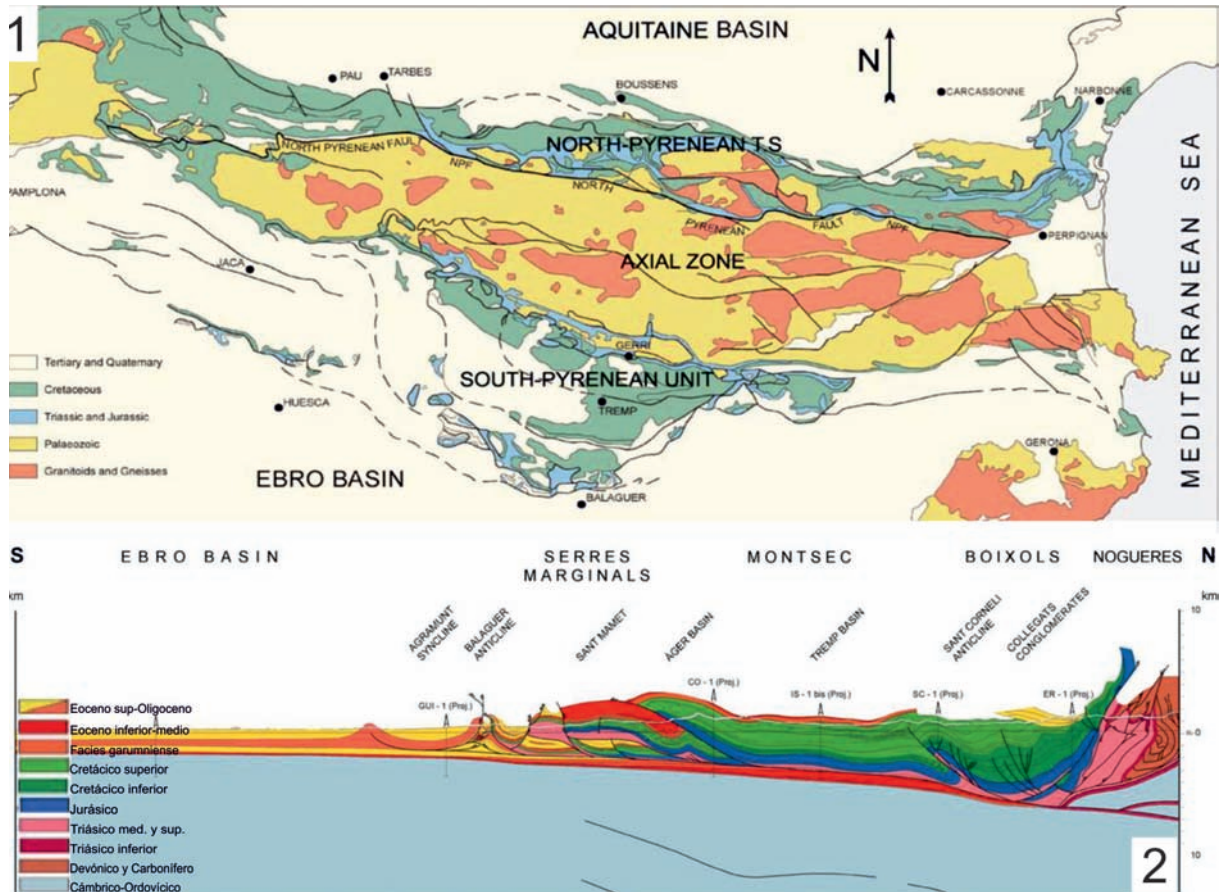 1
AQUITAINE BASIN
N
PAU
TARBES
BOUSSENS
CARCASSONNE
NARBONNE
NORTH PYRENEAN FAUL
NPF
NORTH-PYRENEAN T.S
NORTH
PYRENEAN
FAULT
NPF
PAMPLONA
PERPIGNAN
JACA
AXIAL ZONE
GERRI
SOUTH-PYRENEAN UNIT
TREMP
HUESCA
GERONA
EBRO BASIN
BALAGUER
MEDITERRANEAN SEA
Tertiary and Quaternary
Cretaceous
Triassic and Jurassic
Palaeozoic
Granitoids and Gneisses
S
EBRO BASIN
SERRES
MARGINALS
MONTSEC
BOIXOLS
NOGUERES
N
km
km
10
AGRAMUNT
SYNCLINE
BALAGUER
ANTICLINE
SANT MAMET
AGER BASIN
TREMP BASIN
SANT CORNELI
ANTICLINE
COLLEGATS
CONGLOMERATES
GUI - 1 (Proj.)
CO - 1 (Proj.)
IS - 1 bis (Proj.)
SC - 1 (Proj.)
ER - 1 (Proj.)
0
10
Eoceno sup-Oligoceno
Eoceno inferior-medio
Facies garumniense
Cretácico superior
Cretácico inferior
Jurásico
Triásico med. y sup.
Triásico inferior
Devónico y Carbonífero
Cámbrico-Ordovícico
2